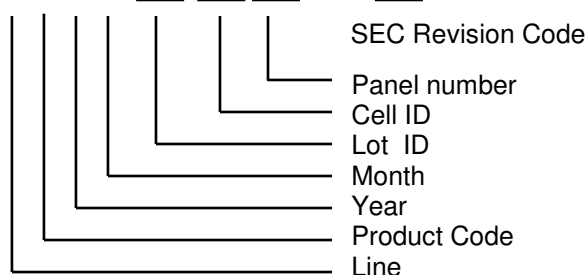 SEC Revision Code
Panel number
Cell ID
Lot ID
Month
Year
Product Code
Line